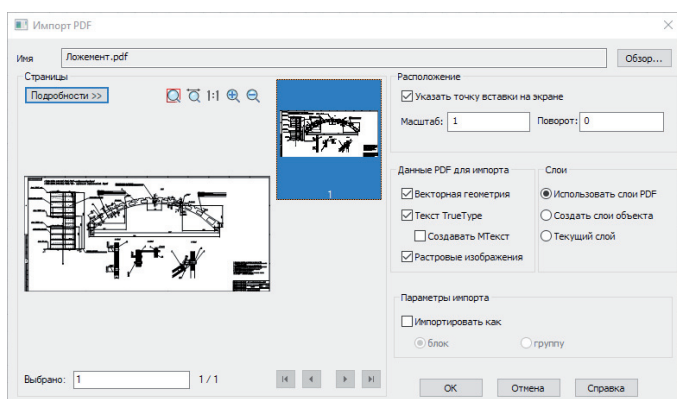 Импорт PDF
Имя Ложемент.pdf Обзор...
Страницы
Подробности >> 1:1
1
Выбрано: 1 1 / 1
Расположение
Указать точку вставки на экране
Масштаб: 1 Поворот: 0
Данные PDF для импорта
Векторная геометрия
Текст TrueType
Создавать МТекст
Растровые изображения
Слои
Использовать слои PDF
Создать слои объекта
Текущий слой
Параметры импорта
Импортировать как
блок группу
ОК Отмена Справка